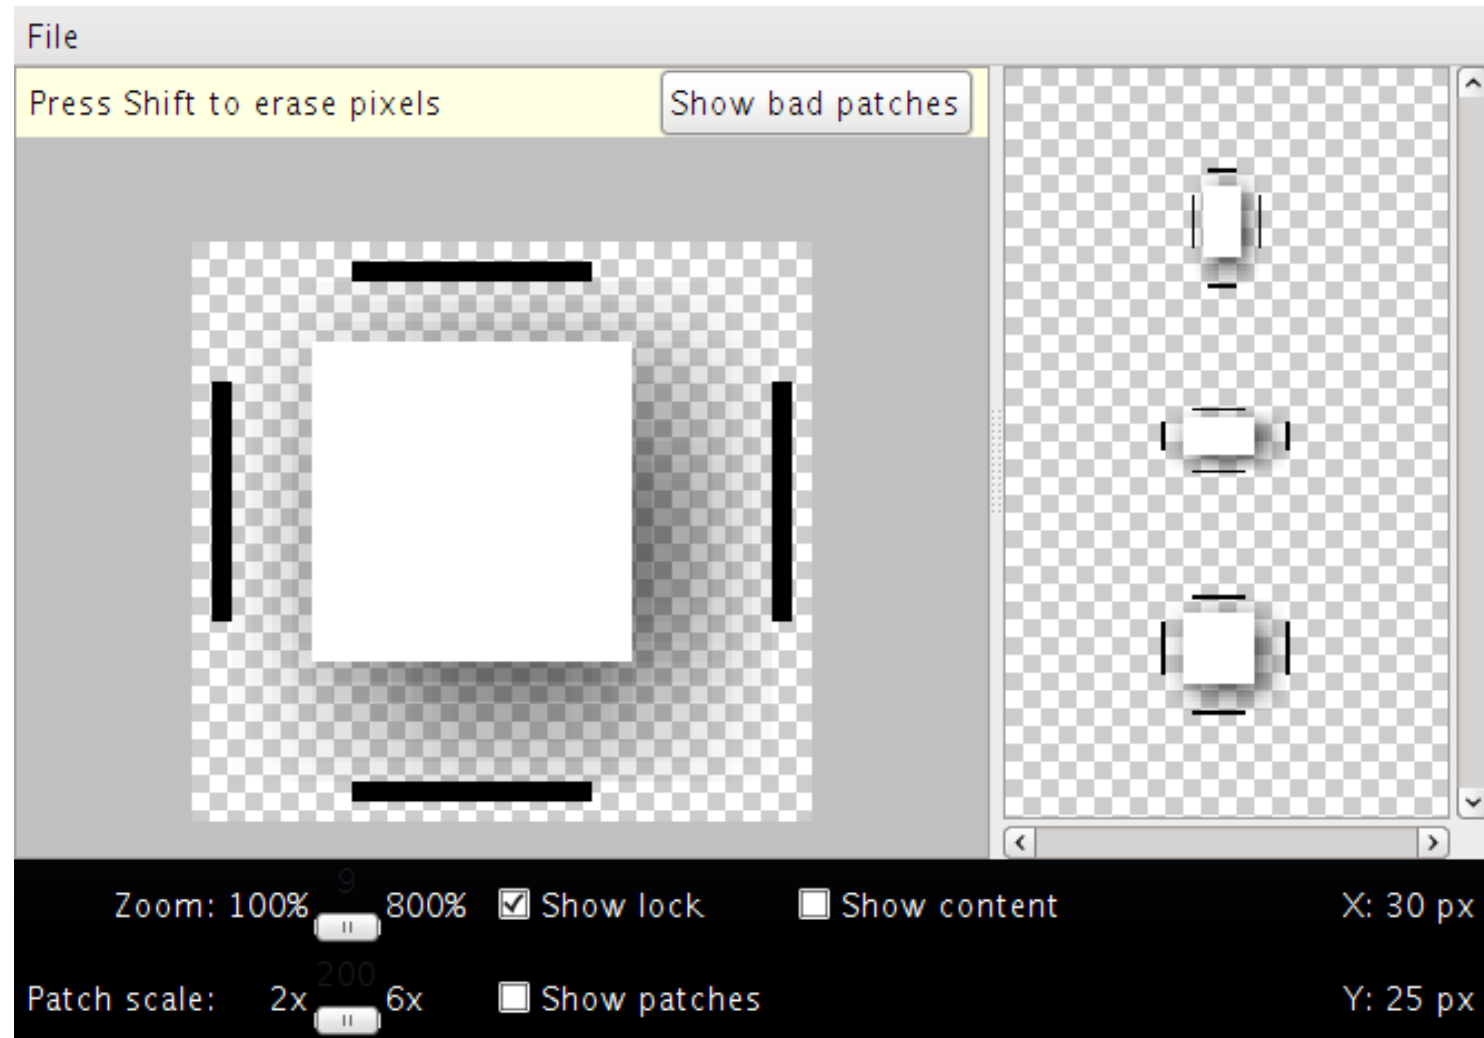 File
Press Shift to erase pixels Show bad patches
9
Zoom: 100% 800% Show lock Show content X: 30 px
200
Patch scale: 2x 6x Show patches Y: 25 px